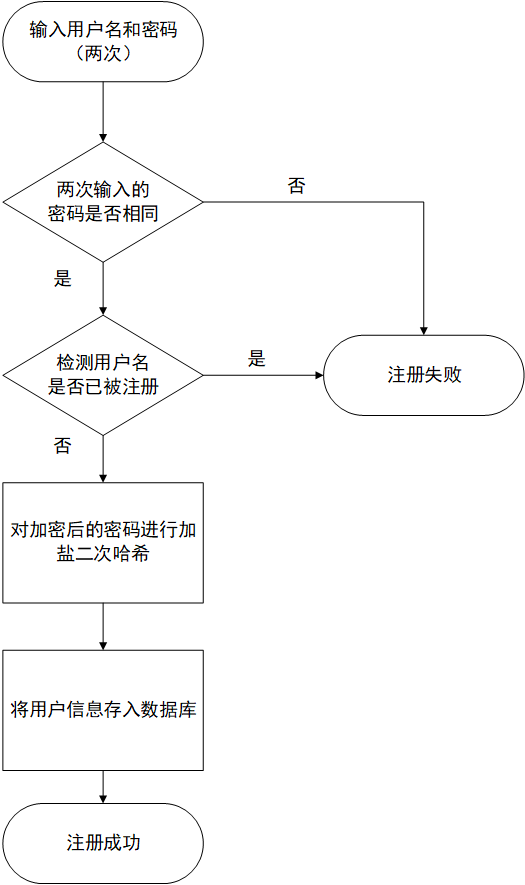 输入用户名和密码
（两次）
两次输入的
密码是否相同
否
是
检测用户名
是否已被注册
是
注册失败
否
对加密后的密码进行加
盐二次哈希
将用户信息存入数据库
注册成功